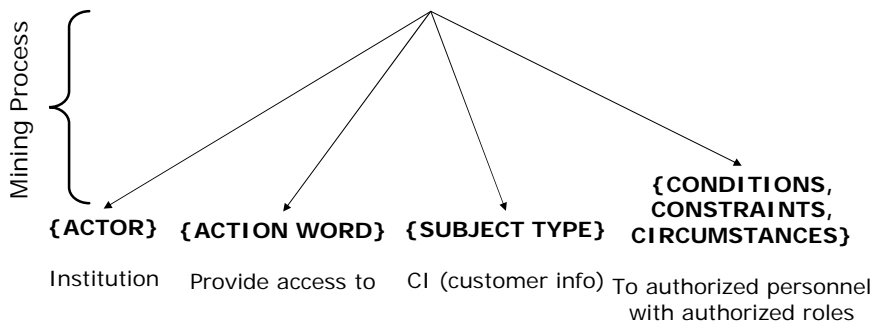 Mining Process
{ACTOR}
{ACTION WORD}
{SUBJECT TYPE}
{CONDITIONS,
CONSTRAINTS,
CIRCUMSTANCES}
Institution
Provide access to
CI (customer info)
To authorized personnel
with authorized roles